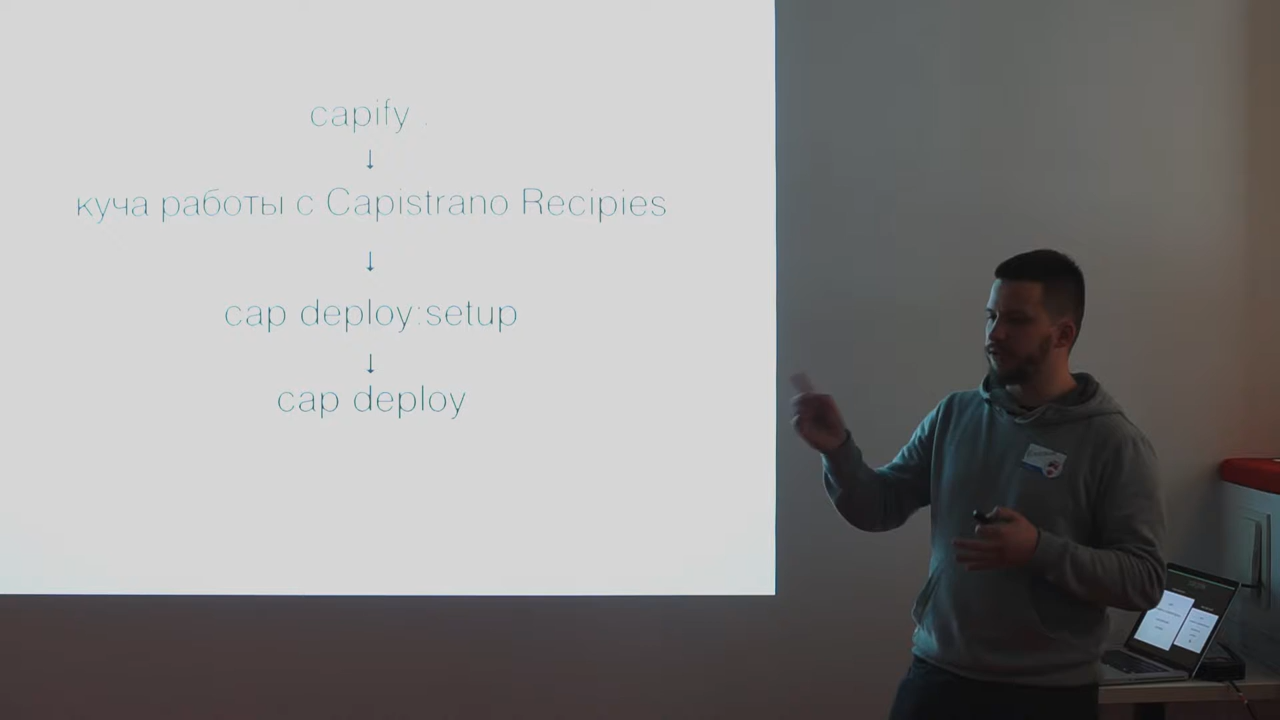 capify .
↓
куча работы с Capistrano Recipies
↓
cap deploy:setup
↓
cap deploy